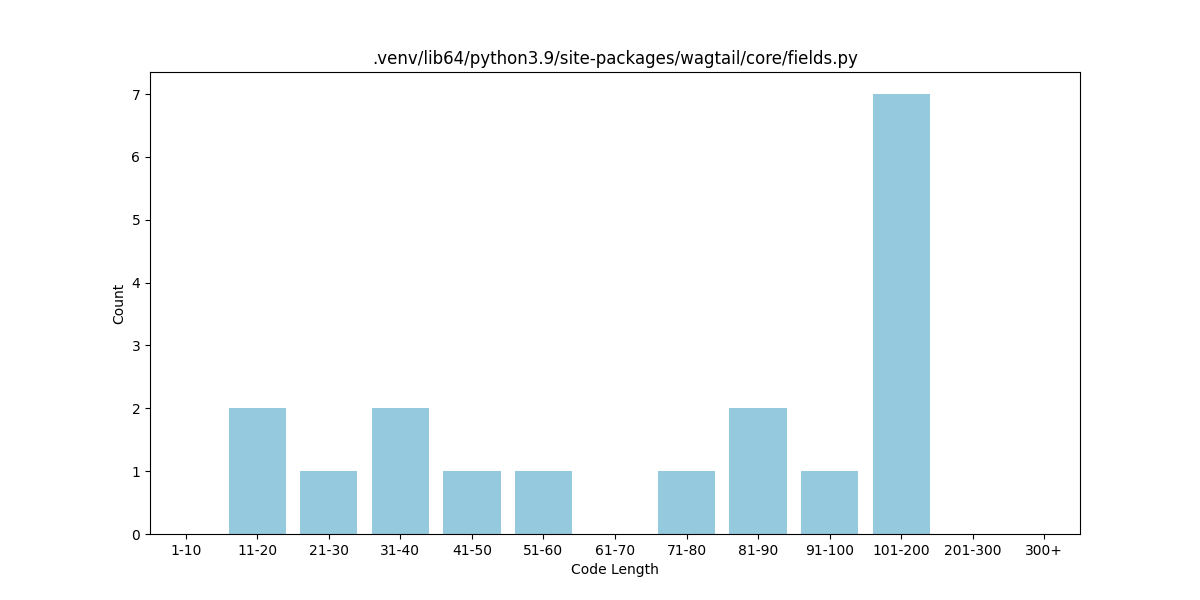 .venv/lib64/python3.9/site-packages/wagtail/core/fields.py
7
6
5
4
3
2
1
0
Count
1-10 11-20 21-30 31-40 41-50 51-60 61-70 71-80 81-90 91-100 101-200 201-300 300+
Code Length